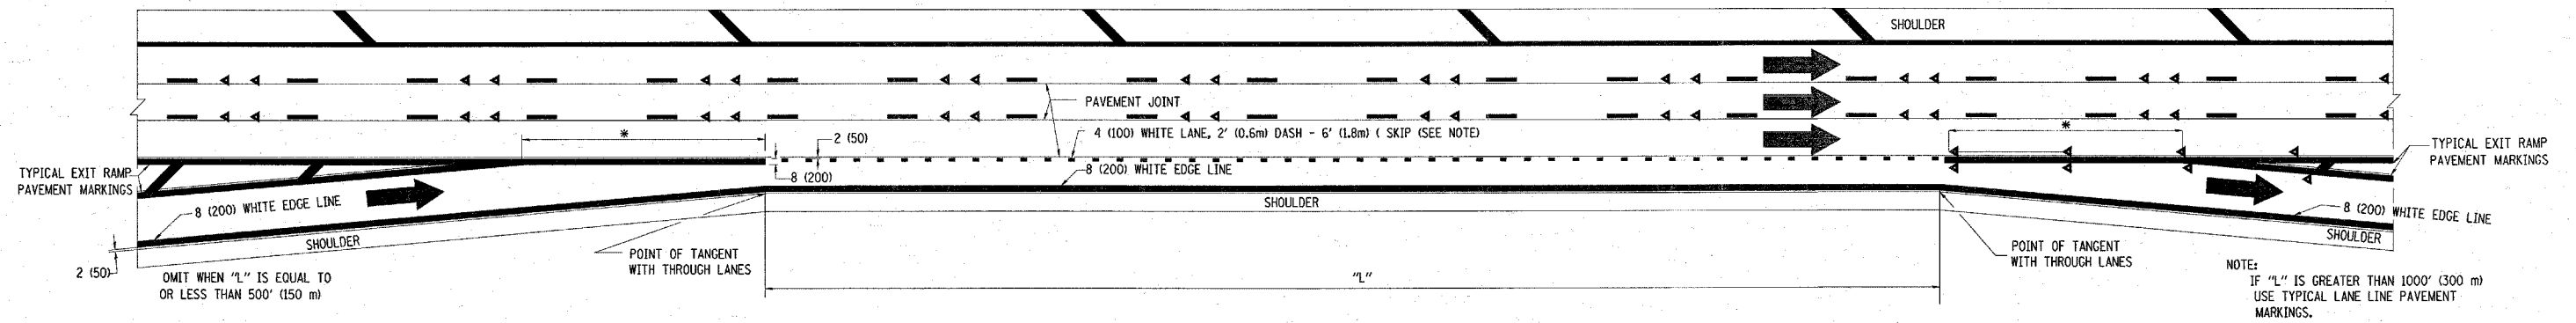 SHOULDER
PAVEMENT JOINT
*
2 (50)
4 (100) WHITE LANE, 2' (0.6m) DASH - 6' (1.8m) ( SKIP (SEE NOTE)
*
TYPICAL EXIT RAMP
PAVEMENT MARKINGS
TYPICAL EXIT RAMP
PAVEMENT MARKINGS
8 (200)
8 (200) WHITE EDGE LINE
8 (200) WHITE EDGE LINE
SHOULDER
8 (200) WHITE EDGE LINE
SHOULDER
SHOULDER
2 (50)
OMIT WHEN "L" IS EQUAL TO
OR LESS THAN 500' (150 m)
POINT OF TANGENT
WITH THROUGH LANES
"L"
POINT OF TANGENT
WITH THROUGH LANES
NOTE:
IF "L" IS GREATER THAN 1000' (300 m)
USE TYPICAL LANE LINE PAVEMENT
MARKINGS.